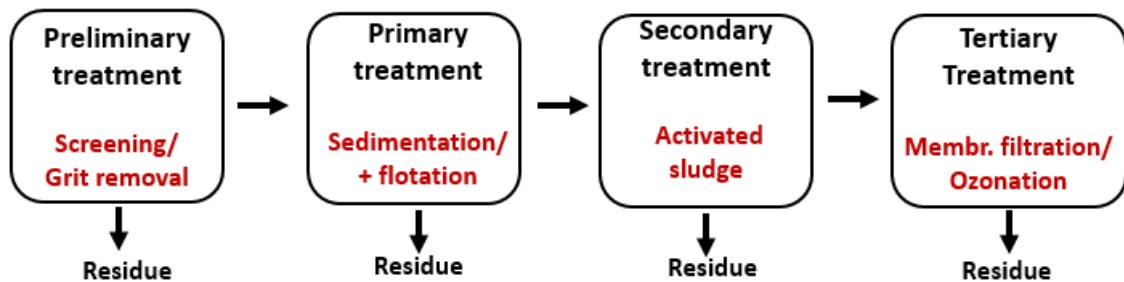 Preliminary
treatment
Screening/
Grit removal
Residue
Primary
treatment
Sedimentation/
+ flotation
Residue
Secondary
treatment
Activated
sludge
Residue
Tertiary
Treatment
Membr. filtration/
Ozonation
Residue